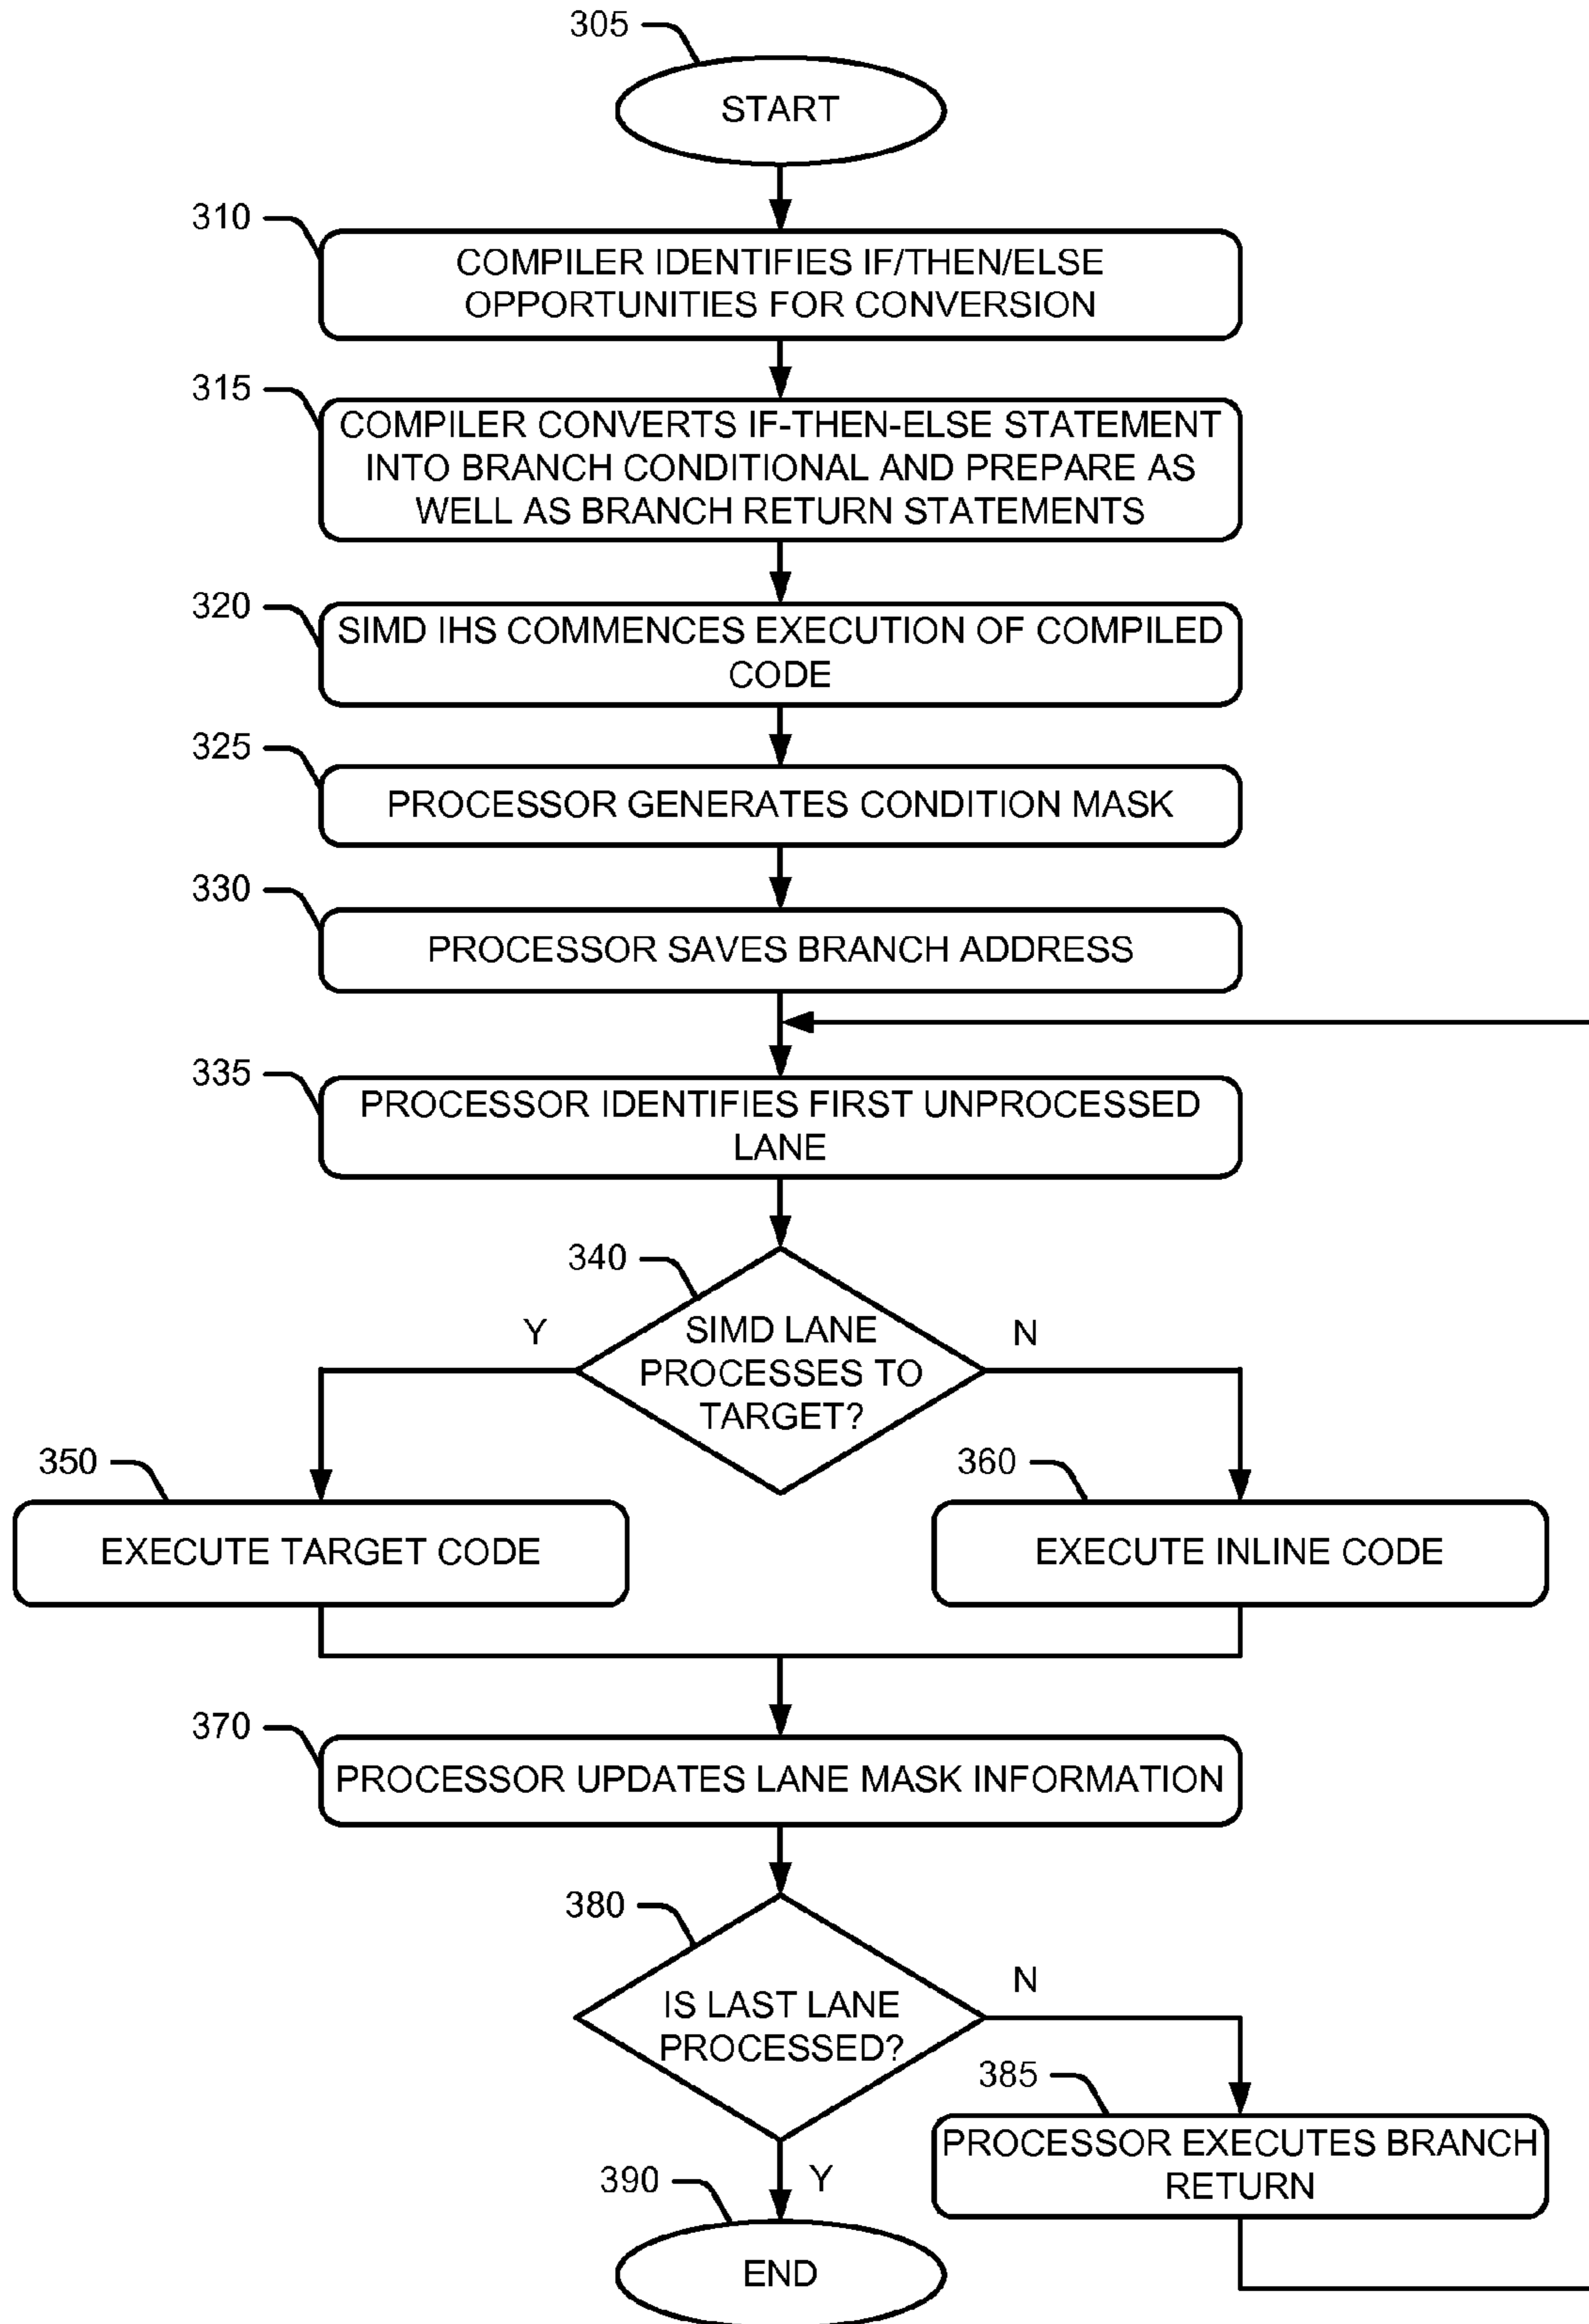 305
START
310
COMPILER IDENTIFIES IF/THEN/ELSE
OPPORTUNITIES FOR CONVERSION
315
COMPILER CONVERTS IF-THEN-ELSE STATEMENT
INTO BRANCH CONDITIONAL AND PREPARE AS
WELL AS BRANCH RETURN STATEMENTS
320
SIMD IHS COMMENCES EXECUTION OF COMPILED
CODE
325
PROCESSOR GENERATES CONDITION MASK
330
PROCESSOR SAVES BRANCH ADDRESS
335
PROCESSOR IDENTIFIES FIRST UNPROCESSED
LANE
340
SIMD LANE
PROCESSES TO
TARGET?
Y
N
350
EXECUTE TARGET CODE
360
EXECUTE INLINE CODE
370
PROCESSOR UPDATES LANE MASK INFORMATION
380
IS LAST LANE
PROCESSED?
N
385
PROCESSOR EXECUTES BRANCH
RETURN
Y
390
END